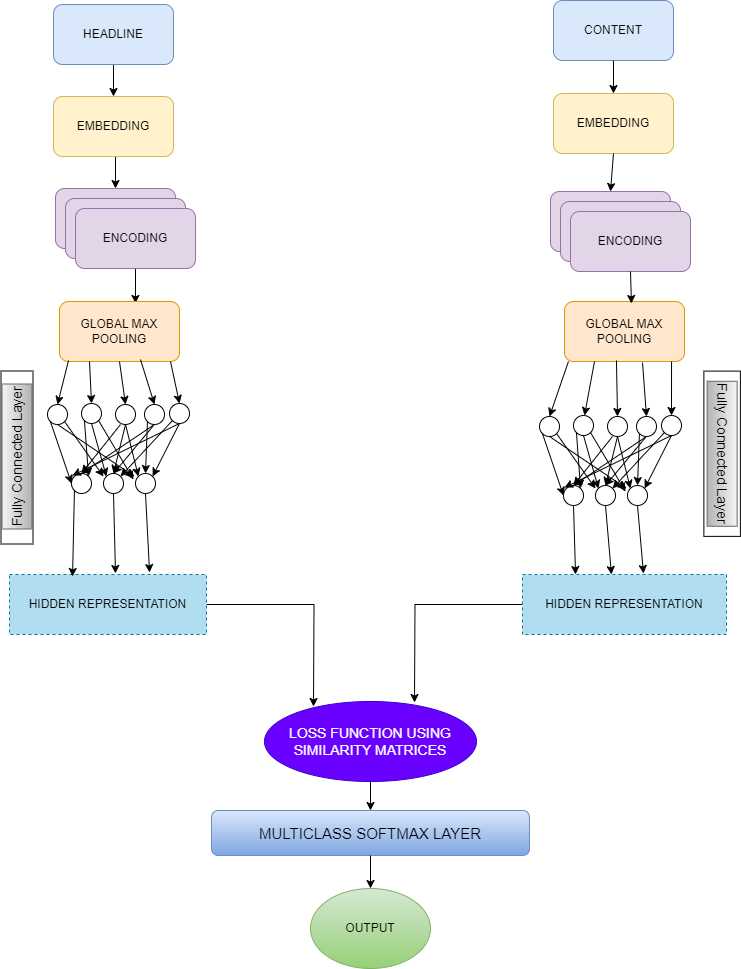 HEADLINE
CONTENT
EMBEDDING
EMBEDDING
ENCODING
ENCODING
GLOBAL MAX
POOLING
GLOBAL MAX
POOLING
Fully Connected Layer
Fully Connected Layer
HIDDEN REPRESENTATION
HIDDEN REPRESENTATION
LOSS FUNCTION USING
SIMILARITY MATRICES
MULTICLASS SOFTMAX LAYER
OUTPUT